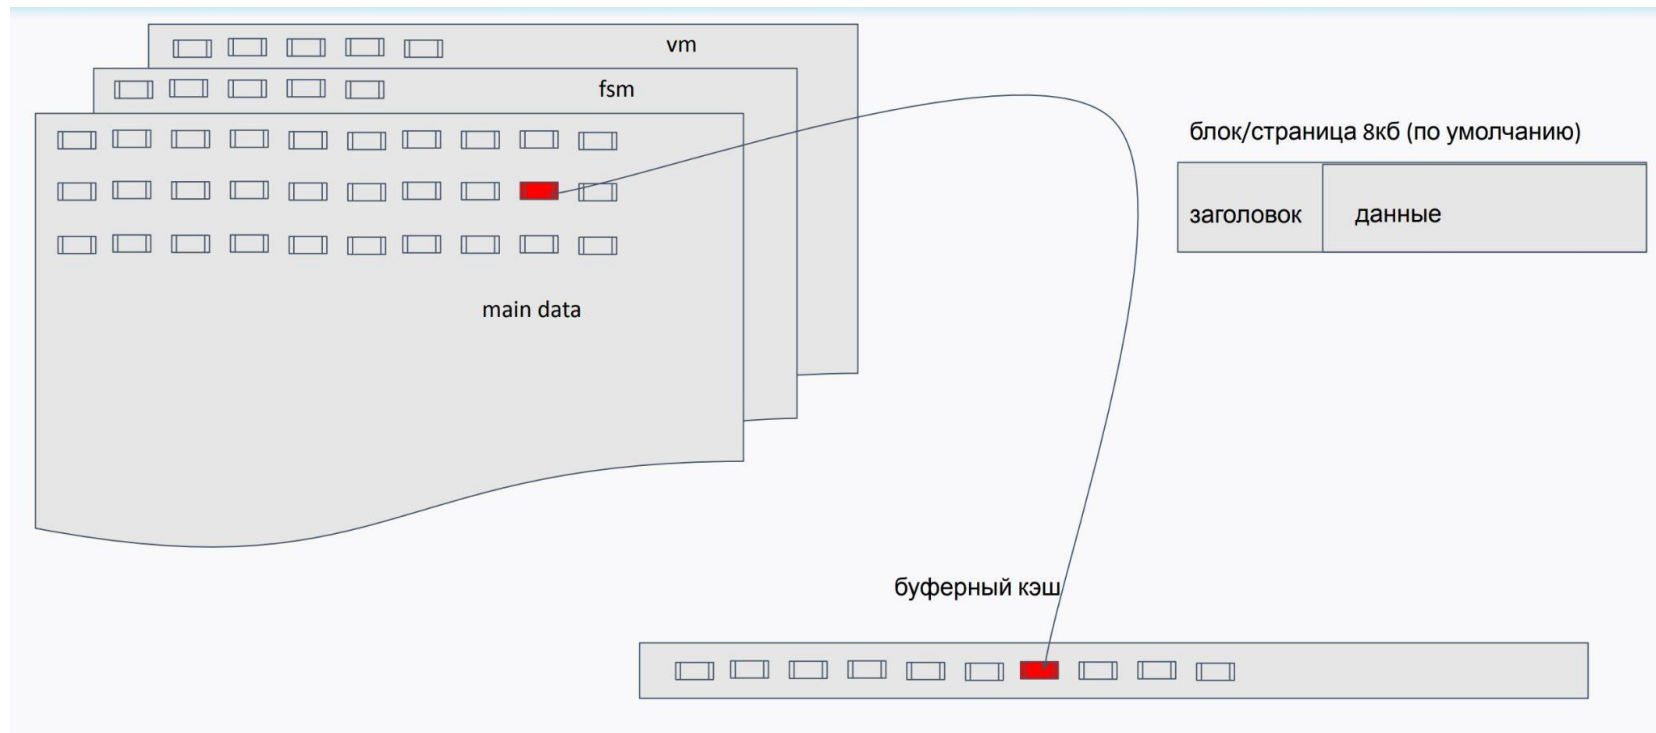 vm
fsm
main data
блок/страница 8кб (по умолчанию)
заголовок
данные
буферный кэш